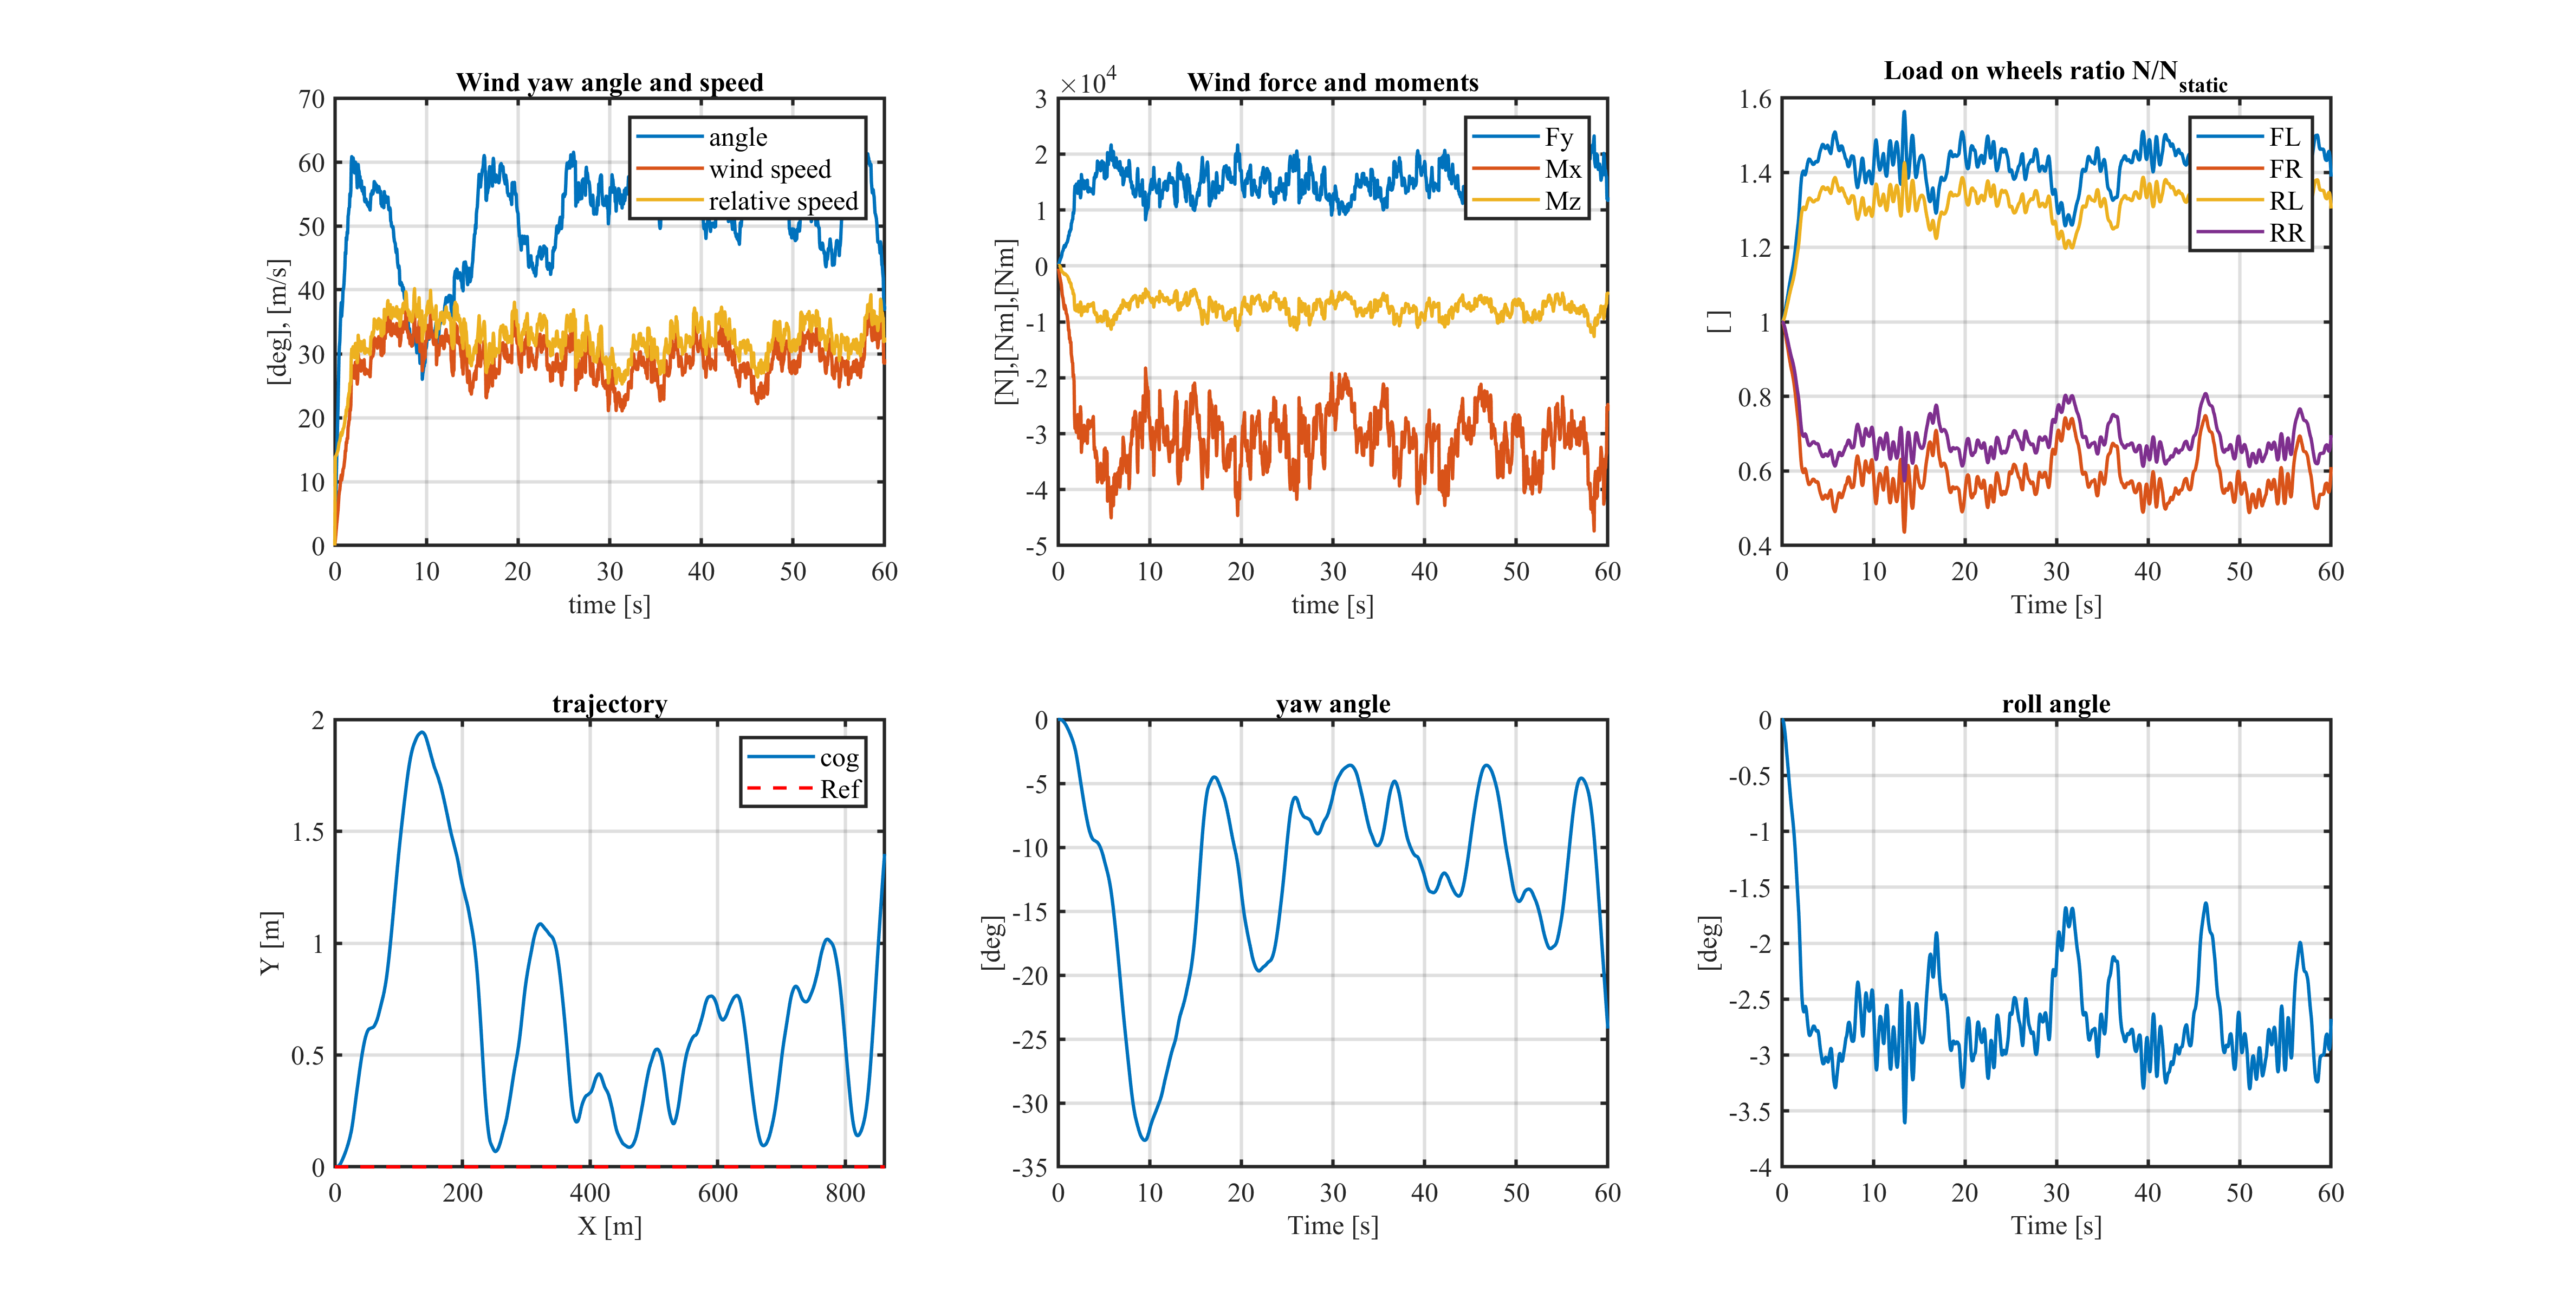 Wind yaw angle and speed
70
60
50
40
30
20
10
0
[deg], [m/s]
angle
wind speed
relative speed
0 10 20 30 40 50 60
time [s]
Wind force and moments
×10^4
3
2
1
0
-1
-2
-3
-4
-5
[N],[Nm],[Nm]
Fy
Mx
Mz
0 10 20 30 40 50 60
time [s]
Load on wheels ratio N/N_static
1.6
1.4
1.2
1
0.8
0.6
0.4
[ ]
FL
FR
RL
RR
0 10 20 30 40 50 60
Time [s]
trajectory
2
1.5
1
0.5
0
Y [m]
cog
Ref
0 200 400 600 800
X [m]
yaw angle
0
-5
-10
-15
-20
-25
-30
-35
[deg]
0 10 20 30 40 50 60
Time [s]
roll angle
0
-0.5
-1
-1.5
-2
-2.5
-3
-3.5
-4
[deg]
0 10 20 30 40 50 60
Time [s]